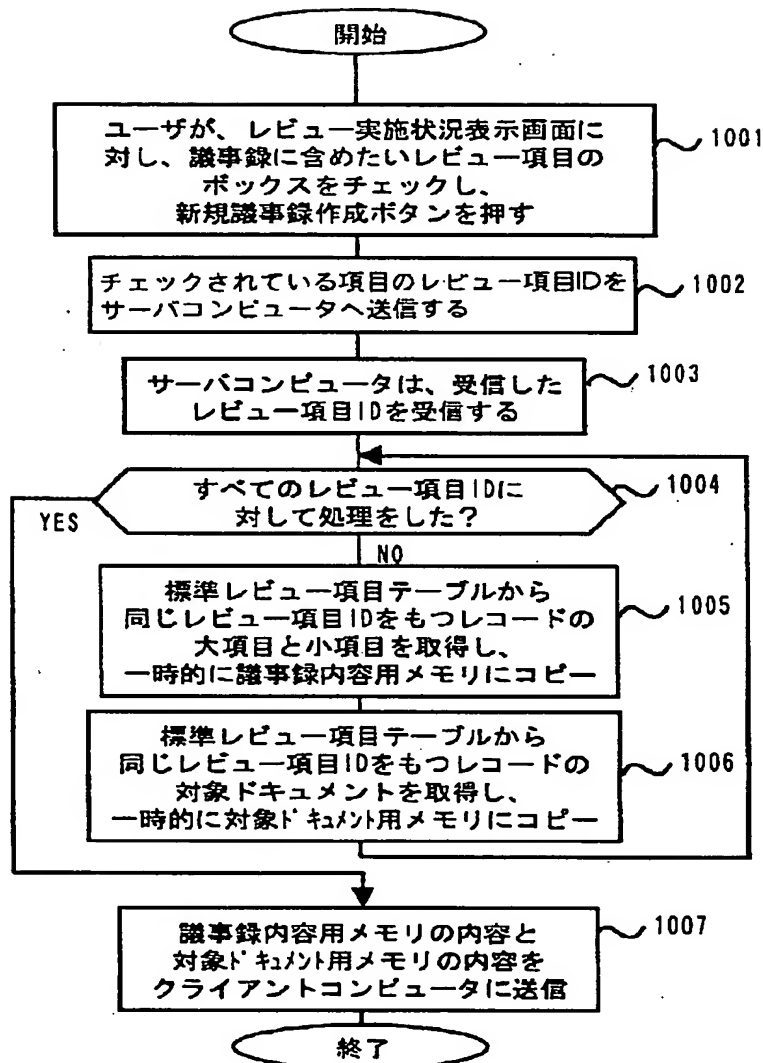 開始
ユーザが、レビュー実施状況表示画面に
対し、議事録に含めたいレビュー項目の
ボックスをチェックし、
新規議事録作成ボタンを押す
1001
チェックされている項目のレビュー項目IDを
サーバコンピュータへ送信する
1002
サーバコンピュータは、受信した
レビュー項目IDを受信する
1003
すべてのレビュー項目IDに
対して処理をした?
1004
YES
NO
標準レビュー項目テーブルから
同じレビュー項目IDをもつレコードの
大項目と小項目を取得し、
一時的に議事録内容用メモリにコピー
1005
標準レビュー項目テーブルから
同じレビュー項目IDをもつレコードの
対象ドキュメントを取得し、
一時的に対象ﾄﾞｷｭﾒﾝﾄ用メモリにコピー
1006
議事録内容用メモリの内容と
対象ﾄﾞｷｭﾒﾝﾄ用メモリの内容を
クライアントコンピュータに送信
1007
終了